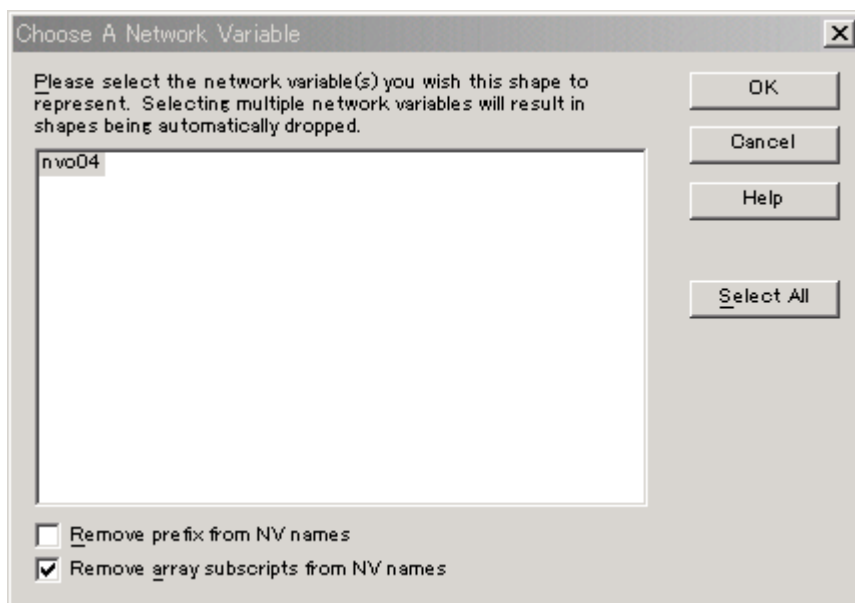 Choose A Network Variable
Please select the network variable(s) you wish this shape to
represent. Selecting multiple network variables will result in
shapes being automatically dropped.
nvo04
OK
Cancel
Help
Select All
Remove prefix from NV names
Remove array subscripts from NV names